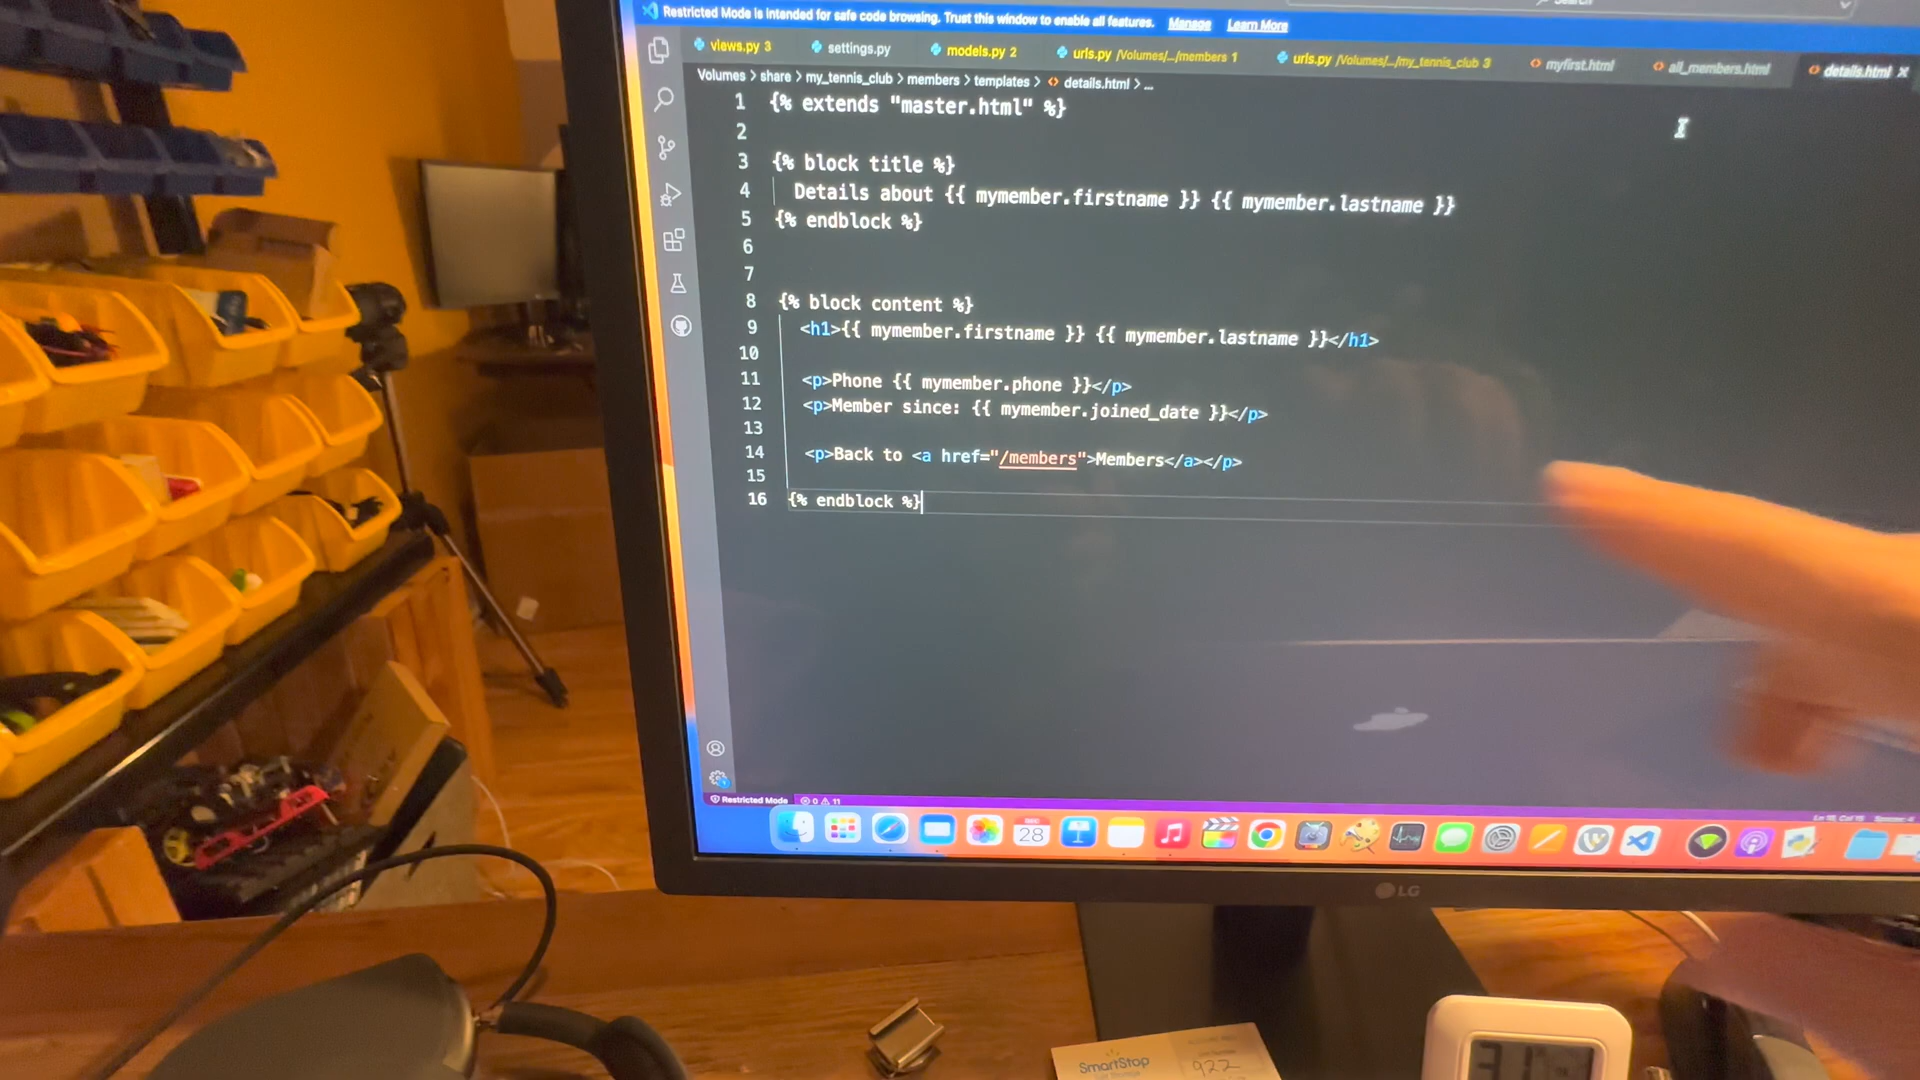 Restricted Mode is intended for safe code browsing. Trust this window to enable all features. Manage Learn More
views.py 3 settings.py models.py 2 urls.py /Volumes/.../members 1 urls.py /Volumes/.../my_tennis_club 3 myfirst.html all_members.html details.html
Volumes > share > my_tennis_club > members > templates > details.html > ...
1 {% extends "master.html" %}
2
3 {% block title %}
4 Details about {{ mymember.firstname }} {{ mymember.lastname }}
5 {% endblock %}
6
7
8 {% block content %}
9 <h1>{{ mymember.firstname }} {{ mymember.lastname }}</h1>
10
11 <p>Phone {{ mymember.phone }}</p>
12 <p>Member since: {{ mymember.joined_date }}</p>
13
14 <p>Back to <a href="/members">Members</a></p>
15
16 {% endblock %}
Restricted Mode 0 11
28
LG
SmartStop
922